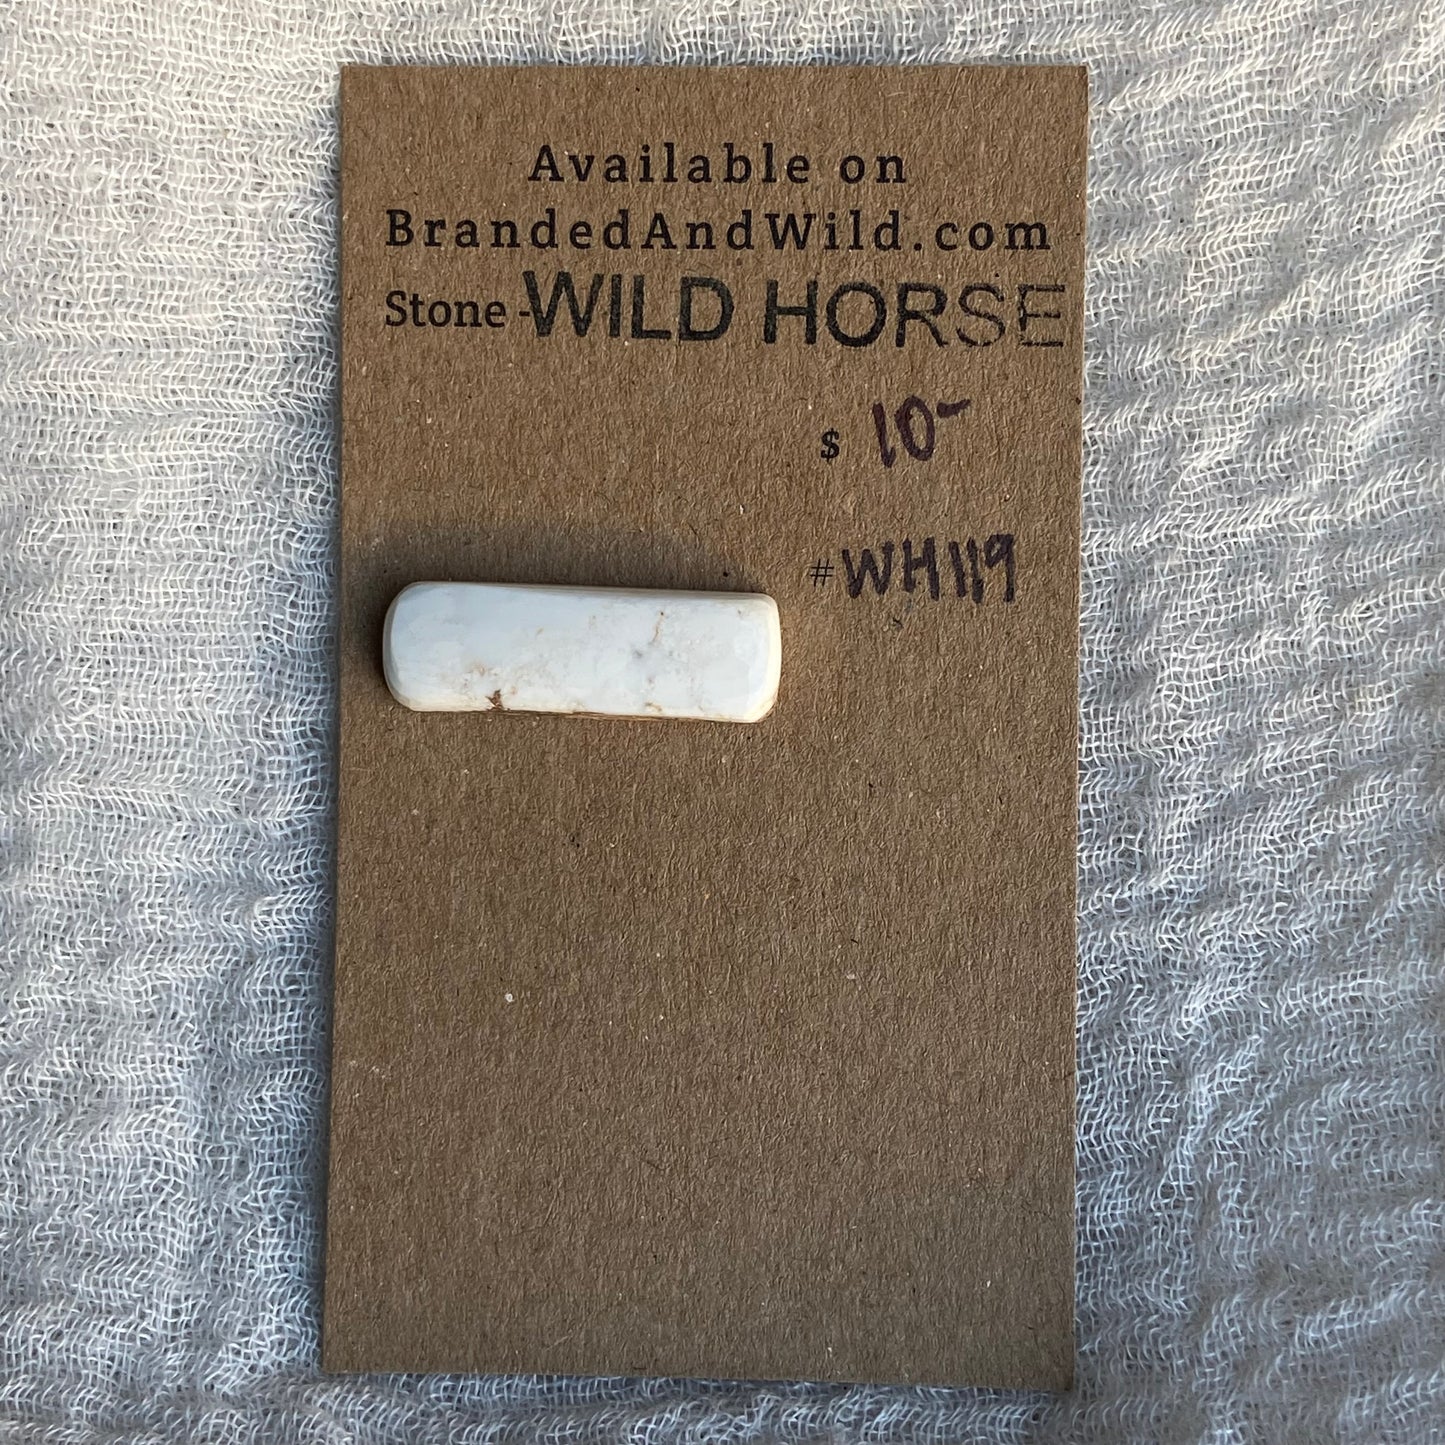 Available on
BrandedAndWild.com
Stone - WILD HORSE
$ 10-
# WH119